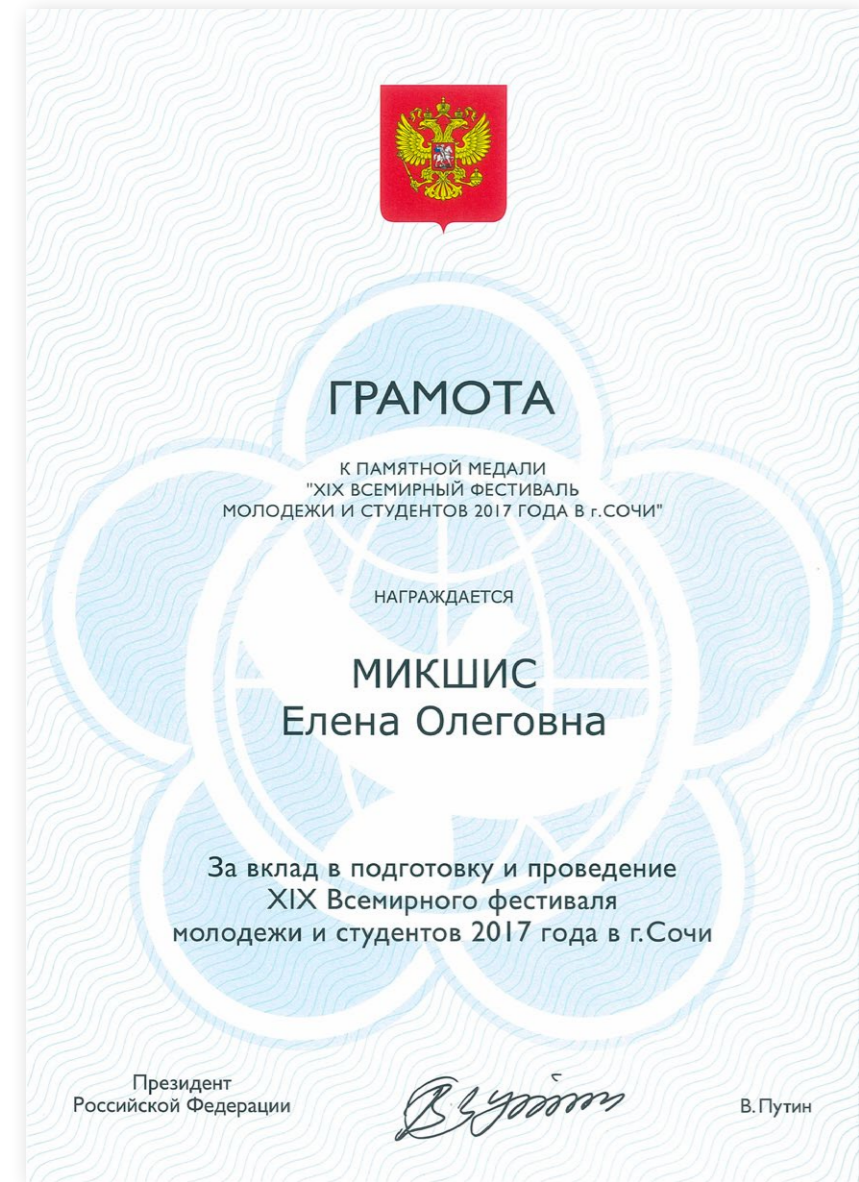 ГРАМОТА
К ПАМЯТНОЙ МЕДАЛИ
"XIX ВСЕМИРНЫЙ ФЕСТИВАЛЬ
МОЛОДЕЖИ И СТУДЕНТОВ 2017 ГОДА В г.СОЧИ"
НАГРАЖДАЕТСЯ
МИКШИС
Елена Олеговна
За вклад в подготовку и проведение
XIX Всемирного фестиваля
молодежи и студентов 2017 года в г.Сочи
Президент
Российской Федерации
В.Путин